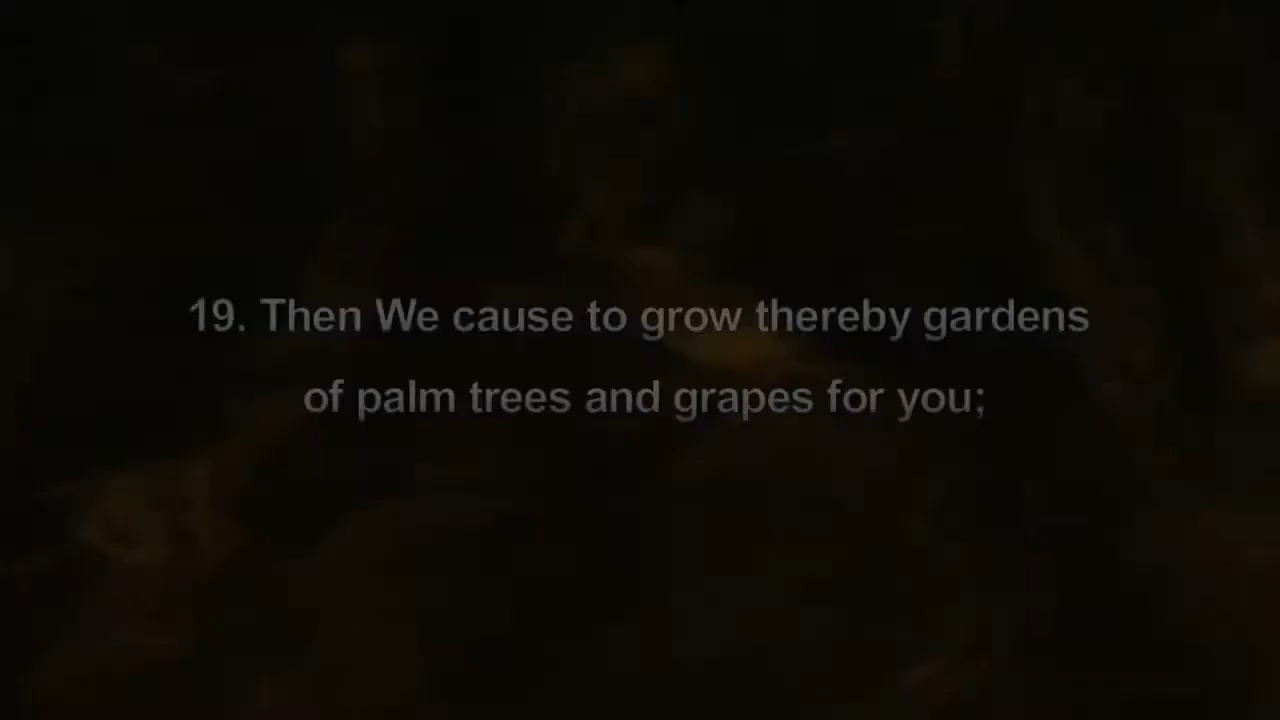 19. Then We cause to grow thereby gardens
of palm trees and grapes for you;